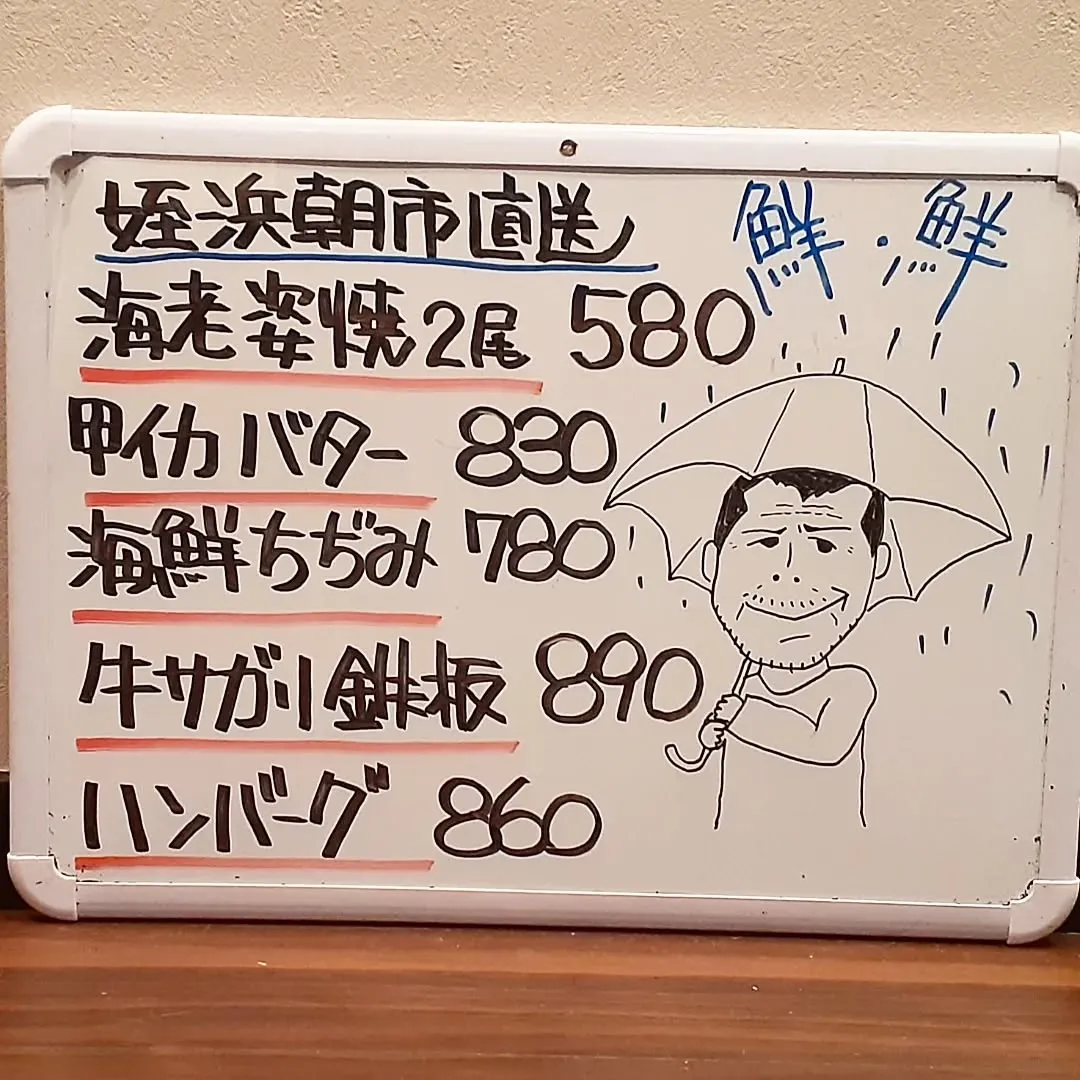 姪浜朝市直送
鮮・鮮
海老姿焼2尾 580
甲イカバター 830
海鮮ちぢみ 780
牛サガリ鉄板 890
ハンバーグ 860